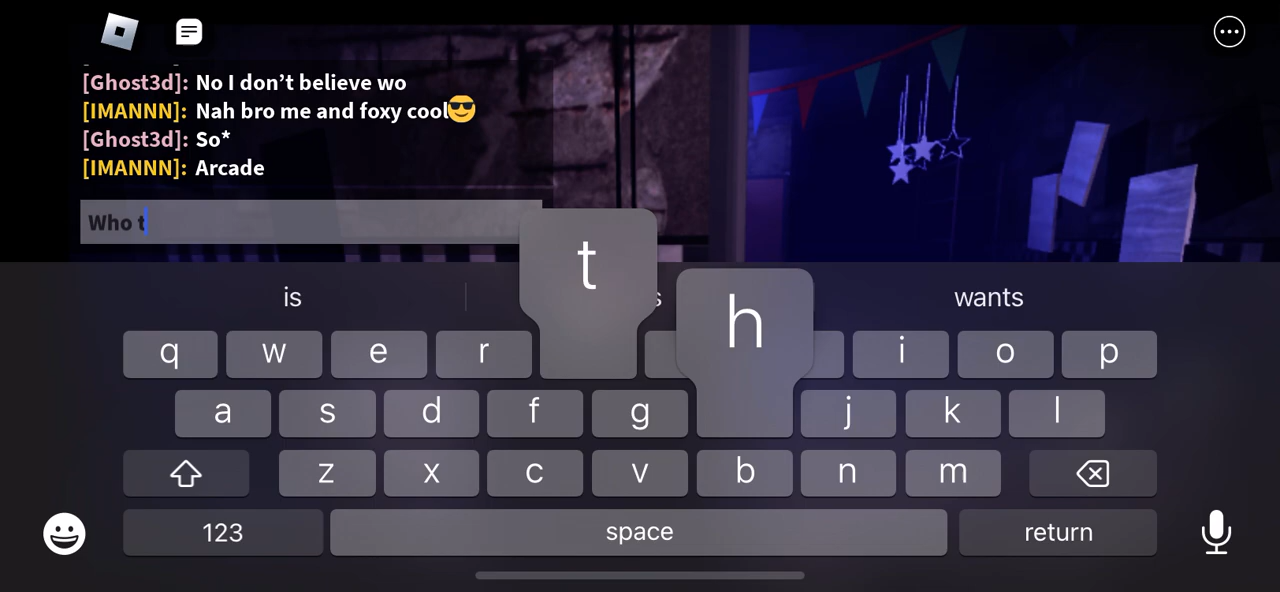 [Ghost3d]: No I don’t believe wo
[IMANNN]: Nah bro me and foxy cool😎
[Ghost3d]: So*
[IMANNN]: Arcade
Who t
is
wants
t
h
q w e r i o p
a s d f g j k l
z x c v b n m
123 space return